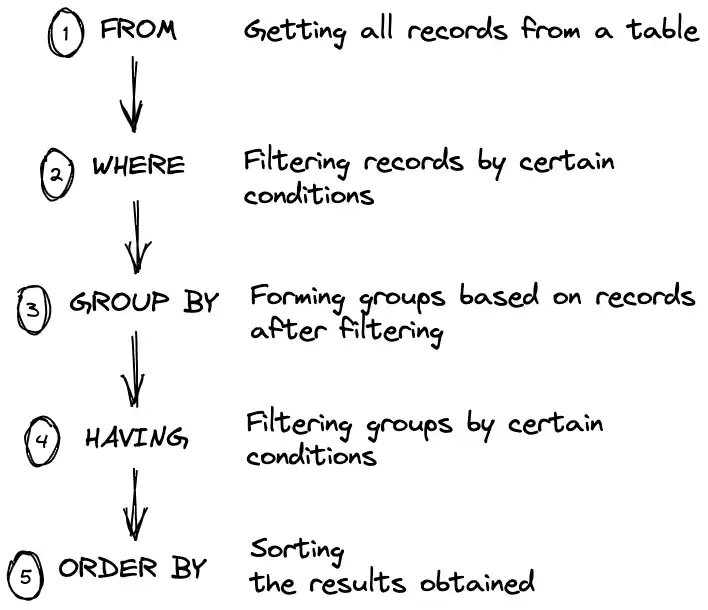 1 FROM Getting all records from a table
2 WHERE Filtering records by certain
conditions
3 GROUP BY Forming groups based on records
after filtering
4 HAVING Filtering groups by certain
conditions
5 ORDER BY Sorting
the results obtained